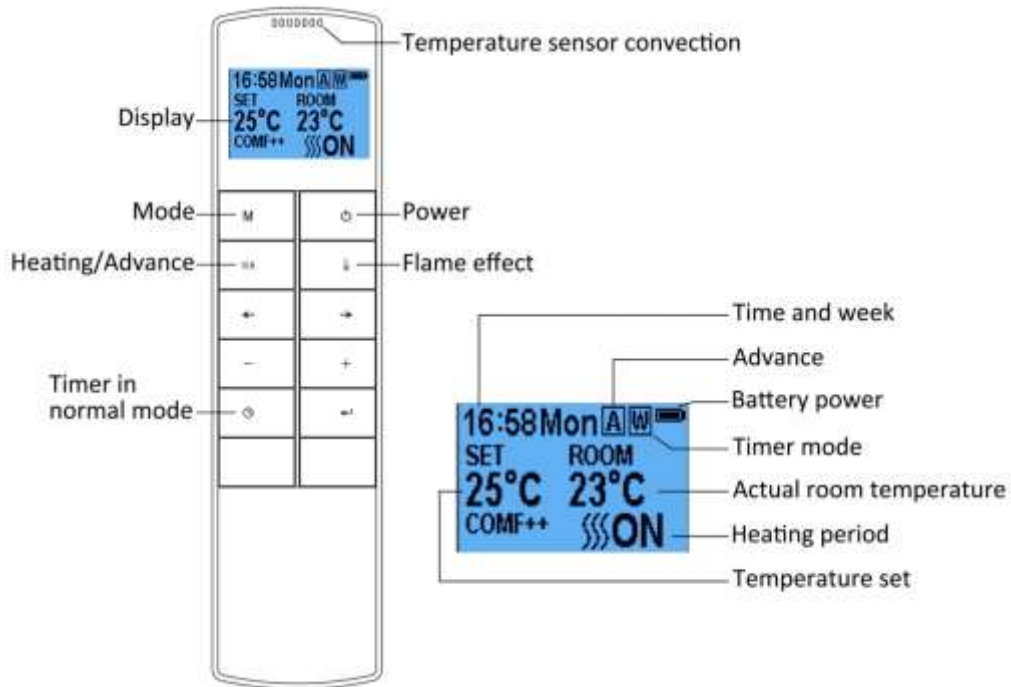 Temperature sensor convection
16:58Mon A W
SET ROOM
25°C 23°C
COMF++ ON
Display
Mode
M
Power
Heating/Advance
Flame effect
← →
- +
Timer in
normal mode
Time and week
Advance
Battery power
16:58Mon A W
Timer mode
SET ROOM
25°C 23°C
Actual room temperature
COMF++ ON
Heating period
Temperature set